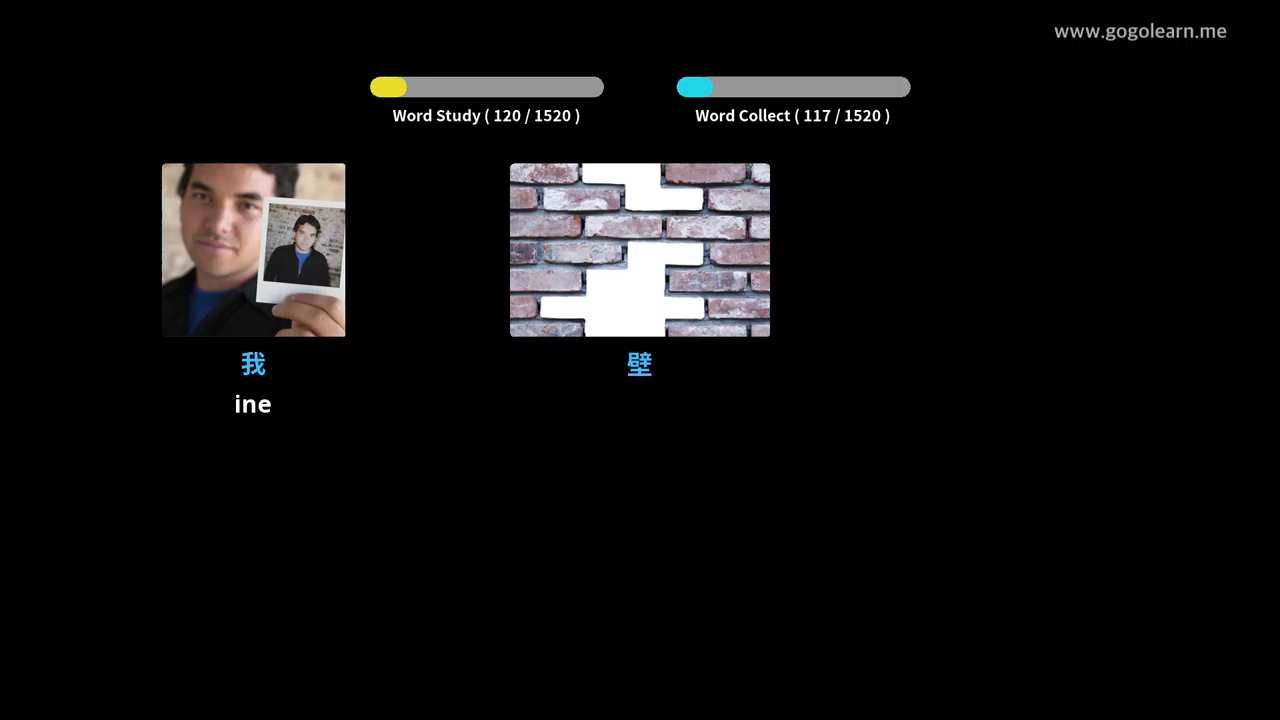 www.gogolearn.me
Word Study ( 120 / 1520 )
Word Collect ( 117 / 1520 )
我
壁
ine